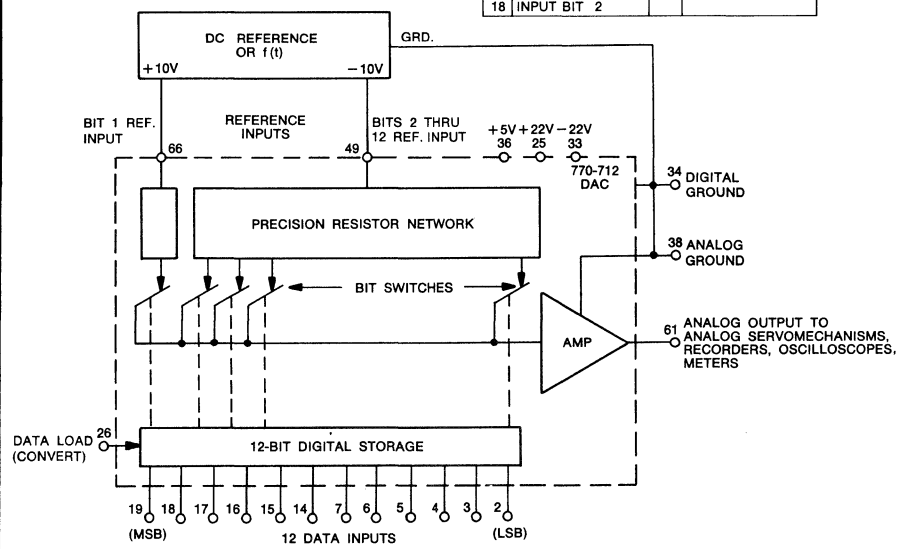 18 INPUT BIT 2
DC REFERENCE
OR f(t)
+10V
-10V
GRD.
BIT 1 REF.
INPUT
REFERENCE
INPUTS
BITS 2 THRU
12 REF. INPUT
+5V +22V -22V
66
49
36 25 33
770-712
DAC
34 DIGITAL
GROUND
PRECISION RESISTOR NETWORK
38 ANALOG
GROUND
BIT SWITCHES
AMP
61 ANALOG OUTPUT TO
ANALOG SERVOMECHANISMS,
RECORDERS, OSCILLOSCOPES,
METERS
DATA LOAD 26
(CONVERT)
12-BIT DIGITAL STORAGE
19 18 17 16 15 14 7 6 5 4 3 2
(MSB)
12 DATA INPUTS
(LSB)